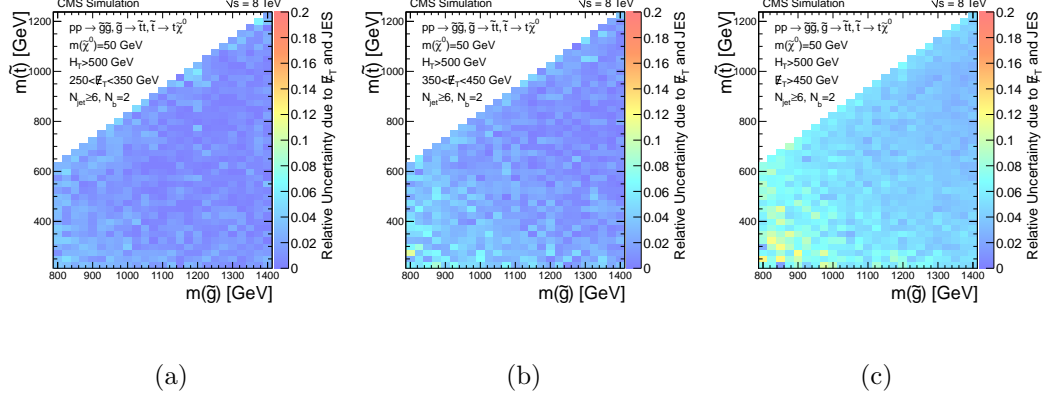 CMS Simulation √s = 8 TeV
pp → g̃g̃, g̃ → t̃t, t̃ → tχ̃⁰
m(χ̃⁰)=50 GeV
H_T>500 GeV
250<E̸_T<350 GeV
N_jet≥6, N_b=2
m(t̃) [GeV]
1200
1000
800
600
400
800 900 1000 1100 1200 1300 1400
m(g̃) [GeV]
0.2
0.18
0.16
0.14
0.12
0.1
0.08
0.06
0.04
0.02
0
Relative Uncertainty due to E̸_T and JES
(a)
CMS Simulation √s = 8 TeV
pp → g̃g̃, g̃ → t̃t, t̃ → tχ̃⁰
m(χ̃⁰)=50 GeV
H_T>500 GeV
350<E̸_T<450 GeV
N_jet≥6, N_b=2
m(t̃) [GeV]
1200
1000
800
600
400
800 900 1000 1100 1200 1300 1400
m(g̃) [GeV]
0.2
0.18
0.16
0.14
0.12
0.1
0.08
0.06
0.04
0.02
0
Relative Uncertainty due to E̸_T and JES
(b)
CMS Simulation √s = 8 TeV
pp → g̃g̃, g̃ → t̃t, t̃ → tχ̃⁰
m(χ̃⁰)=50 GeV
H_T>500 GeV
E̸_T>450 GeV
N_jet≥6, N_b=2
m(t̃) [GeV]
1200
1000
800
600
400
800 900 1000 1100 1200 1300 1400
m(g̃) [GeV]
0.2
0.18
0.16
0.14
0.12
0.1
0.08
0.06
0.04
0.02
0
Relative Uncertainty due to E̸_T and JES
(c)